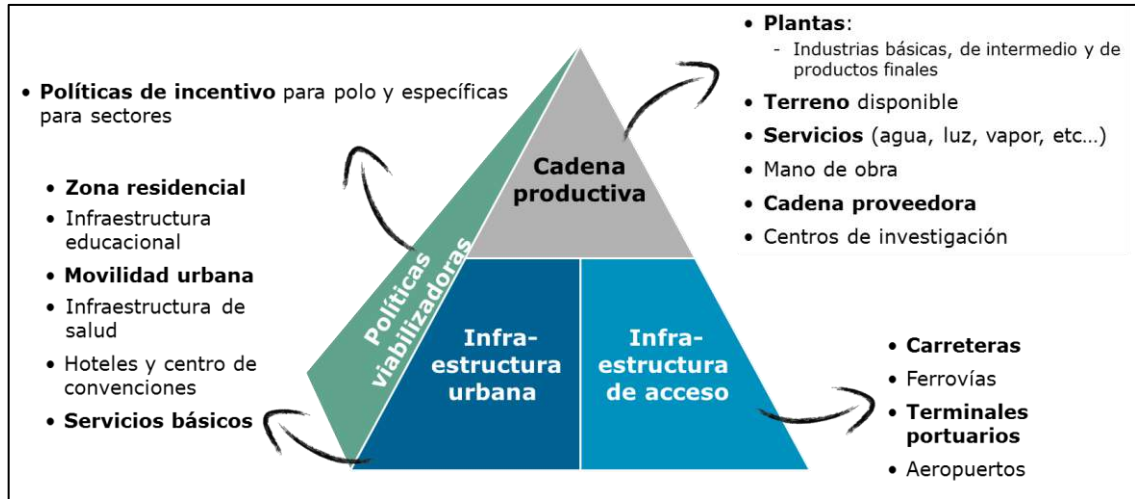 • Políticas de incentivo para polo y específicas
para sectores
• Zona residencial
• Infraestructura
educacional
• Movilidad urbana
• Infraestructura de
salud
• Hoteles y centro de
convenciones
• Servicios básicos
Políticas
viabilizadoras
Cadena
productiva
Infra-
estructura
urbana
Infra-
estructura
de acceso
• Plantas:
- Industrias básicas, de intermedio y de
productos finales
• Terreno disponible
• Servicios (agua, luz, vapor, etc...)
• Mano de obra
• Cadena proveedora
• Centros de investigación
• Carreteras
• Ferrovías
• Terminales
portuarios
• Aeropuertos